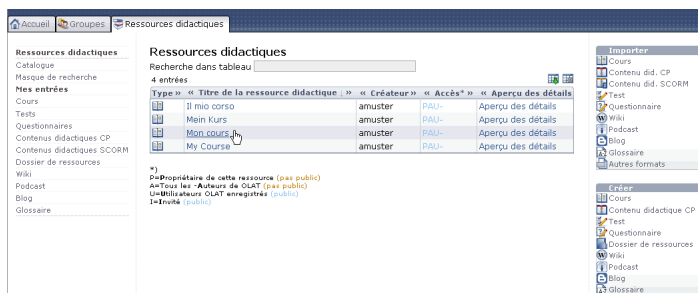 Accueil Groupes Ressources didactiques
Ressources didactiques
Catalogue
Masque de recherche
Mes entrées
Cours
Tests
Questionnaires
Contenus didactiques CP
Contenus didactiques SCORM
Dossier de ressources
Wiki
Podcast
Blog
Glossaire
Ressources didactiques
Recherche dans tableau
4 entrées
Type » « Titre de la ressource didactique ↓ » « Créateur » « Accès* » « Aperçu des détails
Il mio corso amuster PAU- Aperçu des détails
Mein Kurs amuster PAU- Aperçu des détails
Mon cours amuster PAU- Aperçu des détails
My Course amuster PAU- Aperçu des détails
*)
P=Propriétaire de cette ressource (pas public)
A=Tous les -Auteurs de OLAT (pas public)
U=Utilisateurs OLAT enregistrés (public)
I=Invité (public)
Importer
Cours
Contenu did. CP
Contenu did. SCORM
Test
Questionnaire
Wiki
Podcast
Blog
Glossaire
Autres formats
Créer
Cours
Contenu didactique CP
Test
Questionnaire
Dossier de ressources
Wiki
Podcast
Blog
Glossaire